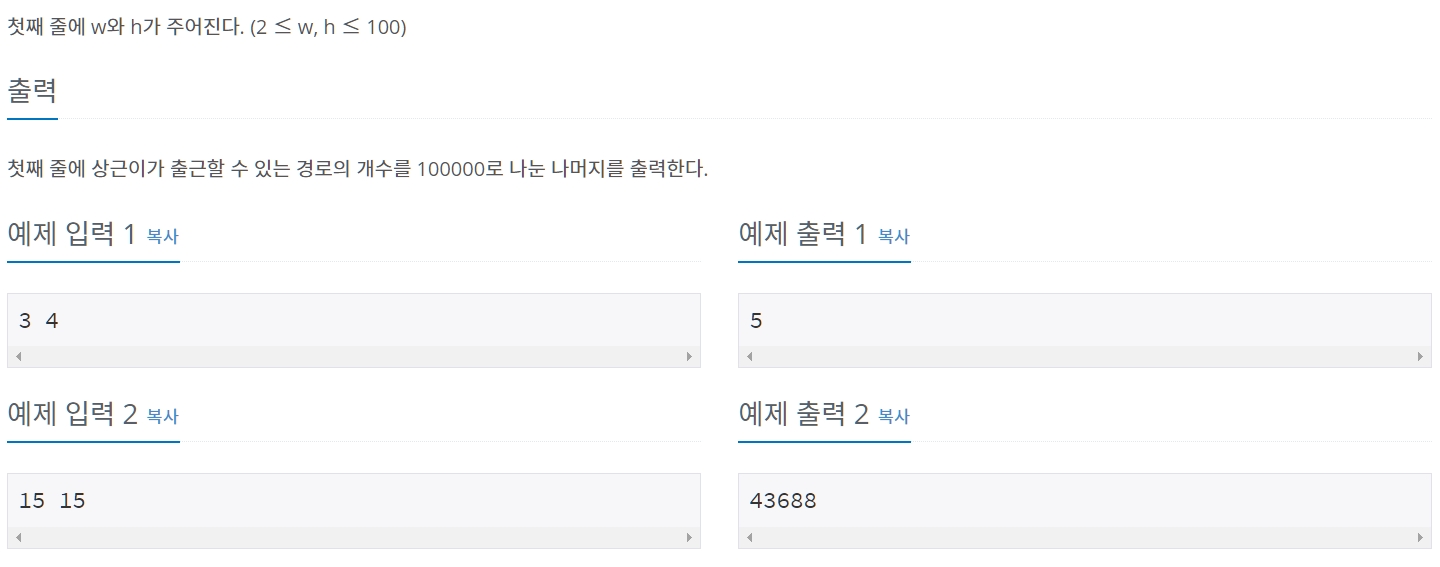 첫째 줄에 w와 h가 주어진다. (2 ≤ w, h ≤ 100)
출력
첫째 줄에 상근이가 출근할 수 있는 경로의 개수를 100000로 나눈 나머지를 출력한다.
예제 입력 1 복사
3 4
예제 출력 1 복사
5
예제 입력 2 복사
15 15
예제 출력 2 복사
43688